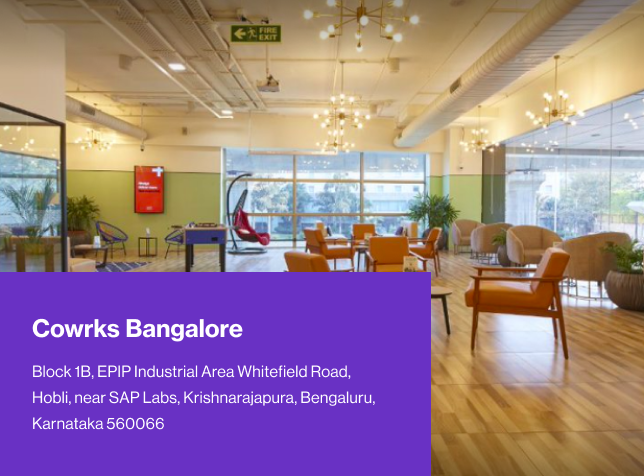 FIRE
EXIT
Cowrks Bangalore
Block 1B, EPIP Industrial Area Whitefield Road,
Hobli, near SAP Labs, Krishnarajapura, Bengaluru,
Karnataka 560066